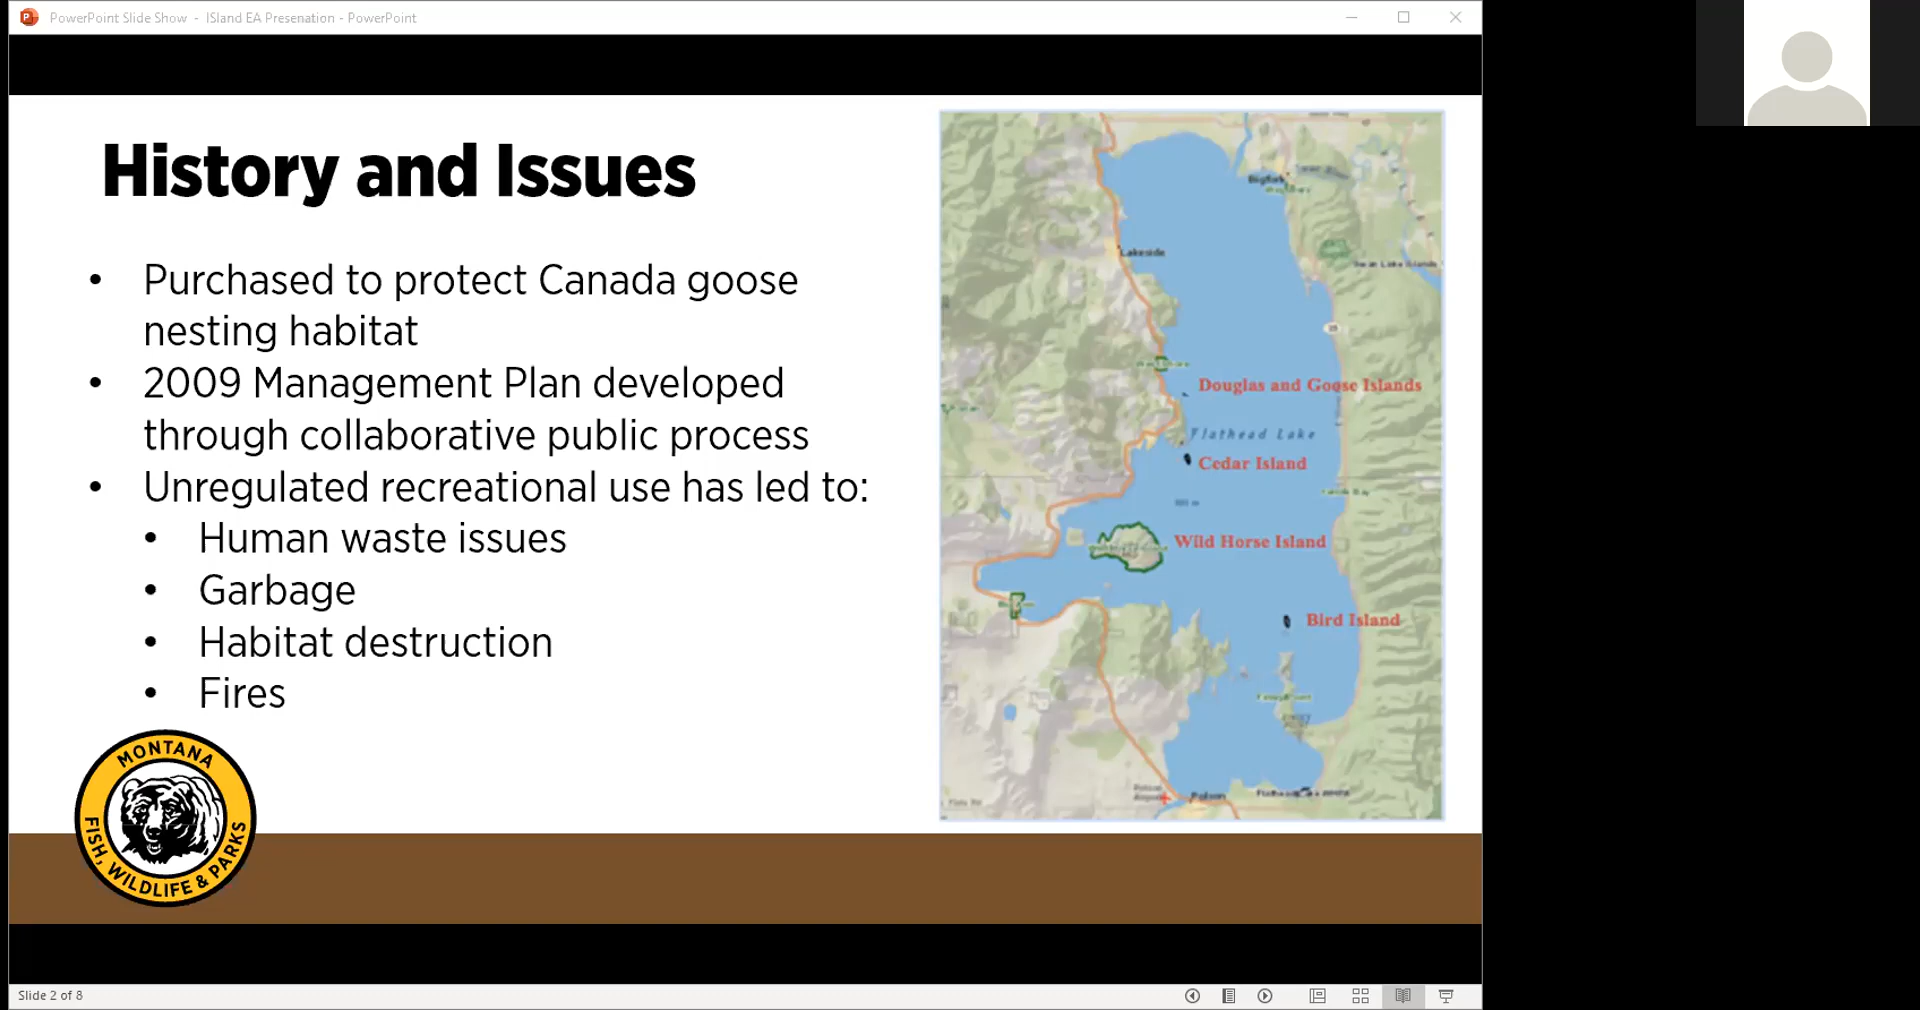 PowerPoint Slide Show - ISland EA Presenation - PowerPoint
History and Issues
• Purchased to protect Canada goose
nesting habitat
• 2009 Management Plan developed
through collaborative public process
• Unregulated recreational use has led to:
• Human waste issues
• Garbage
• Habitat destruction
• Fires
MONTANA
FISH, WILDLIFE & PARKS
Bigfork
Lakeside
Douglas and Goose Islands
Flathead Lake
Cedar Island
Wild Horse Island
Bird Island
Polson
Airport
Polson
Slide 2 of 8